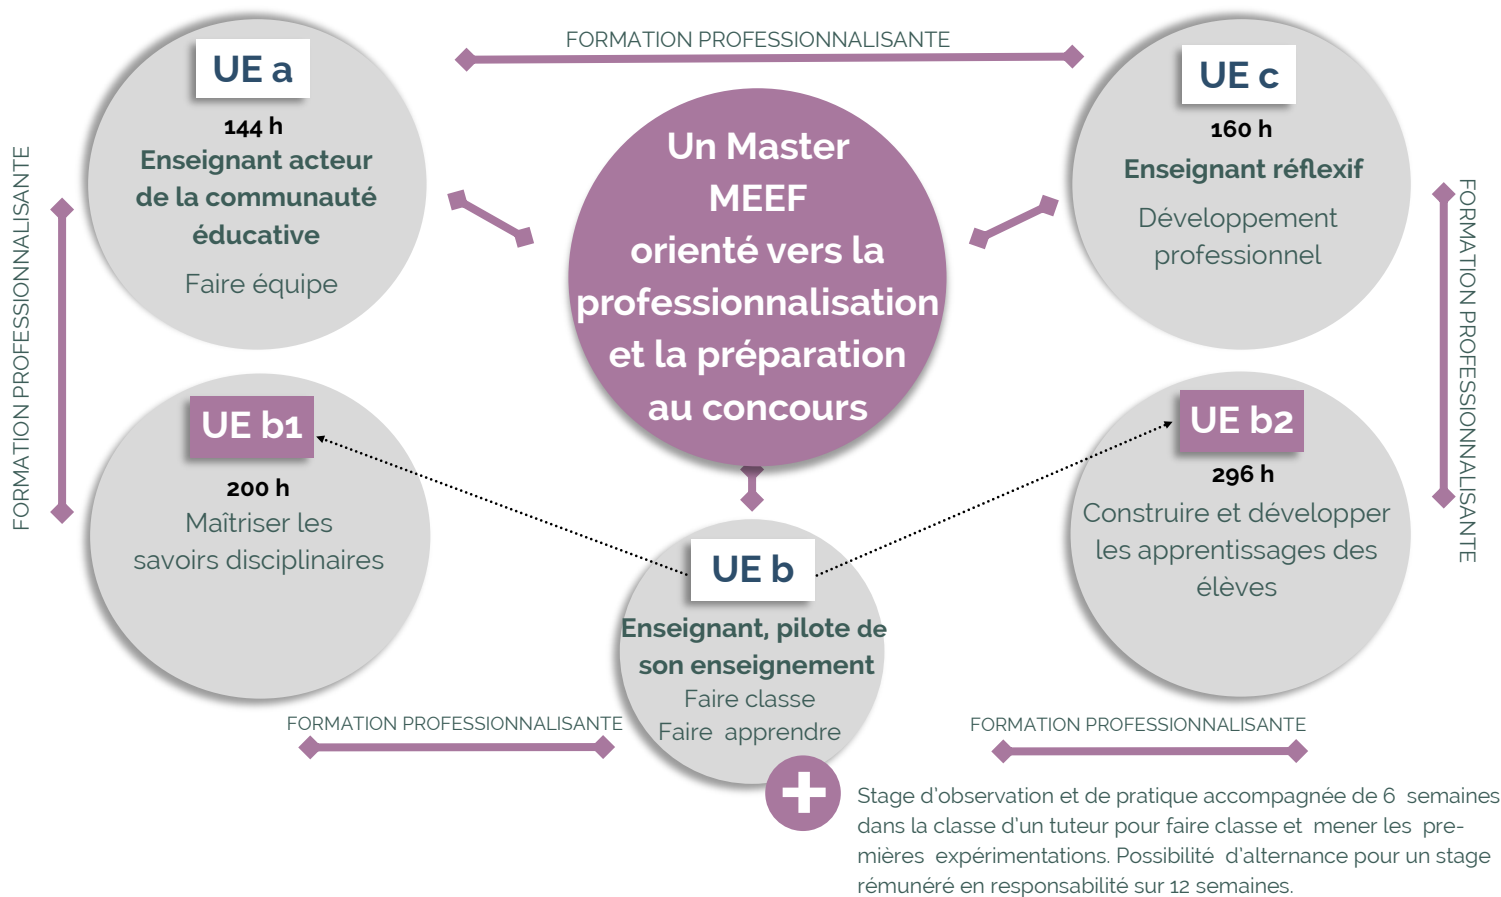 FORMATION PROFESSIONNALISANTE
UE a
144 h
Enseignant acteur
de la communauté
éducative
Faire équipe
UE c
160 h
Enseignant réflexif
Développement
professionnel
Un Master
MEEF
orienté vers la
professionnalisation
et la préparation
au concours
FORMATION PROFESSIONNALISANTE
FORMATION PROFESSIONNALISANTE
UE b1
200 h
Maîtriser les
savoirs disciplinaires
UE b2
296 h
Construire et développer
les apprentissages des
élèves
UE b
Enseignant, pilote de
son enseignement
Faire classe
Faire apprendre
FORMATION PROFESSIONNALISANTE
FORMATION PROFESSIONNALISANTE
Stage d'observation et de pratique accompagnée de 6 semaines
dans la classe d'un tuteur pour faire classe et mener les pre-
mières expérimentations. Possibilité d'alternance pour un stage
rémunéré en responsabilité sur 12 semaines.